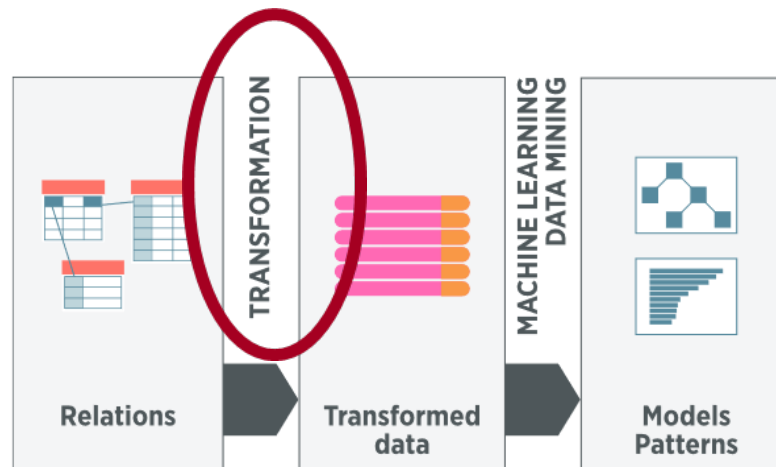 TRANSFORMATION
MACHINE LEARNING
DATA MINING
Relations
Transformed
data
Models
Patterns